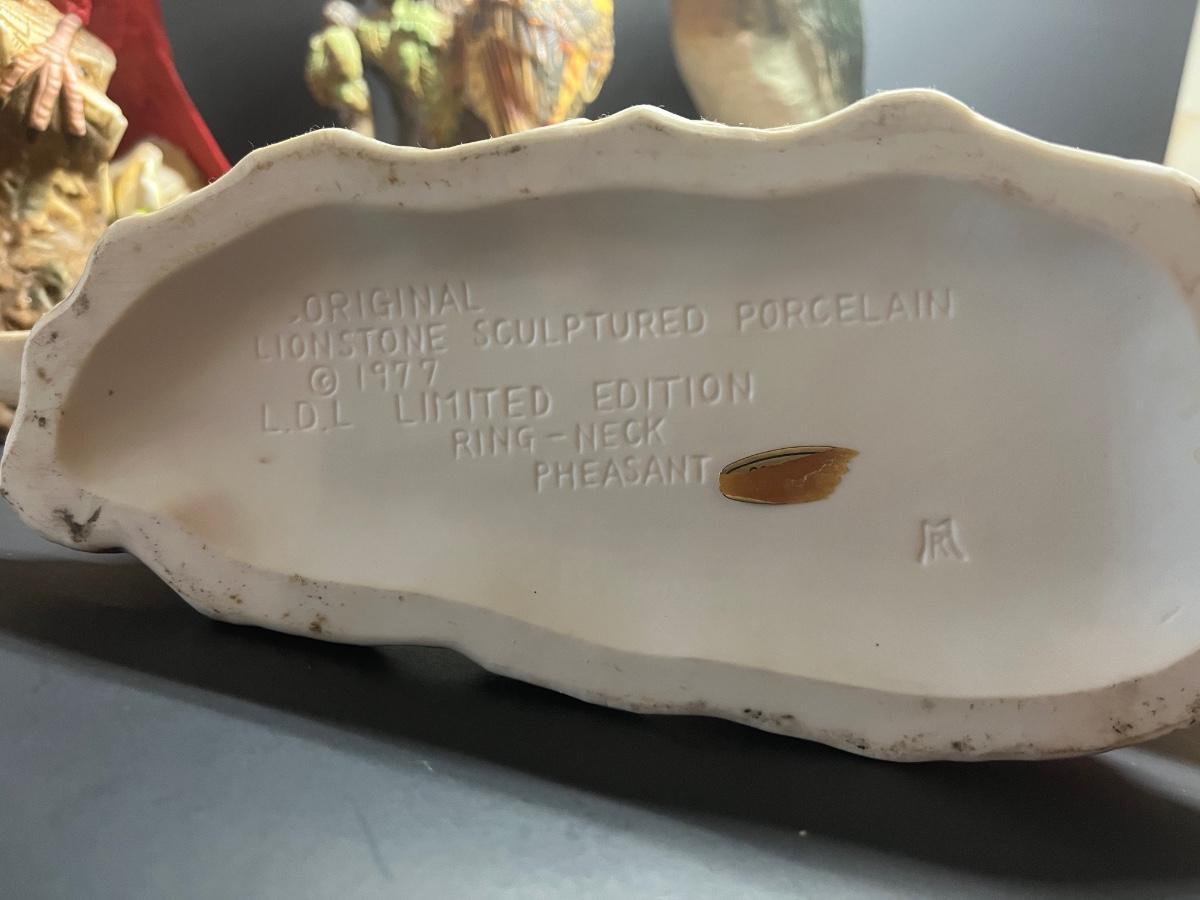 ORIGINAL
LIONSTONE SCULPTURED PORCELAIN
© 1977
L.D.L LIMITED EDITION
RING-NECK
PHEASANT